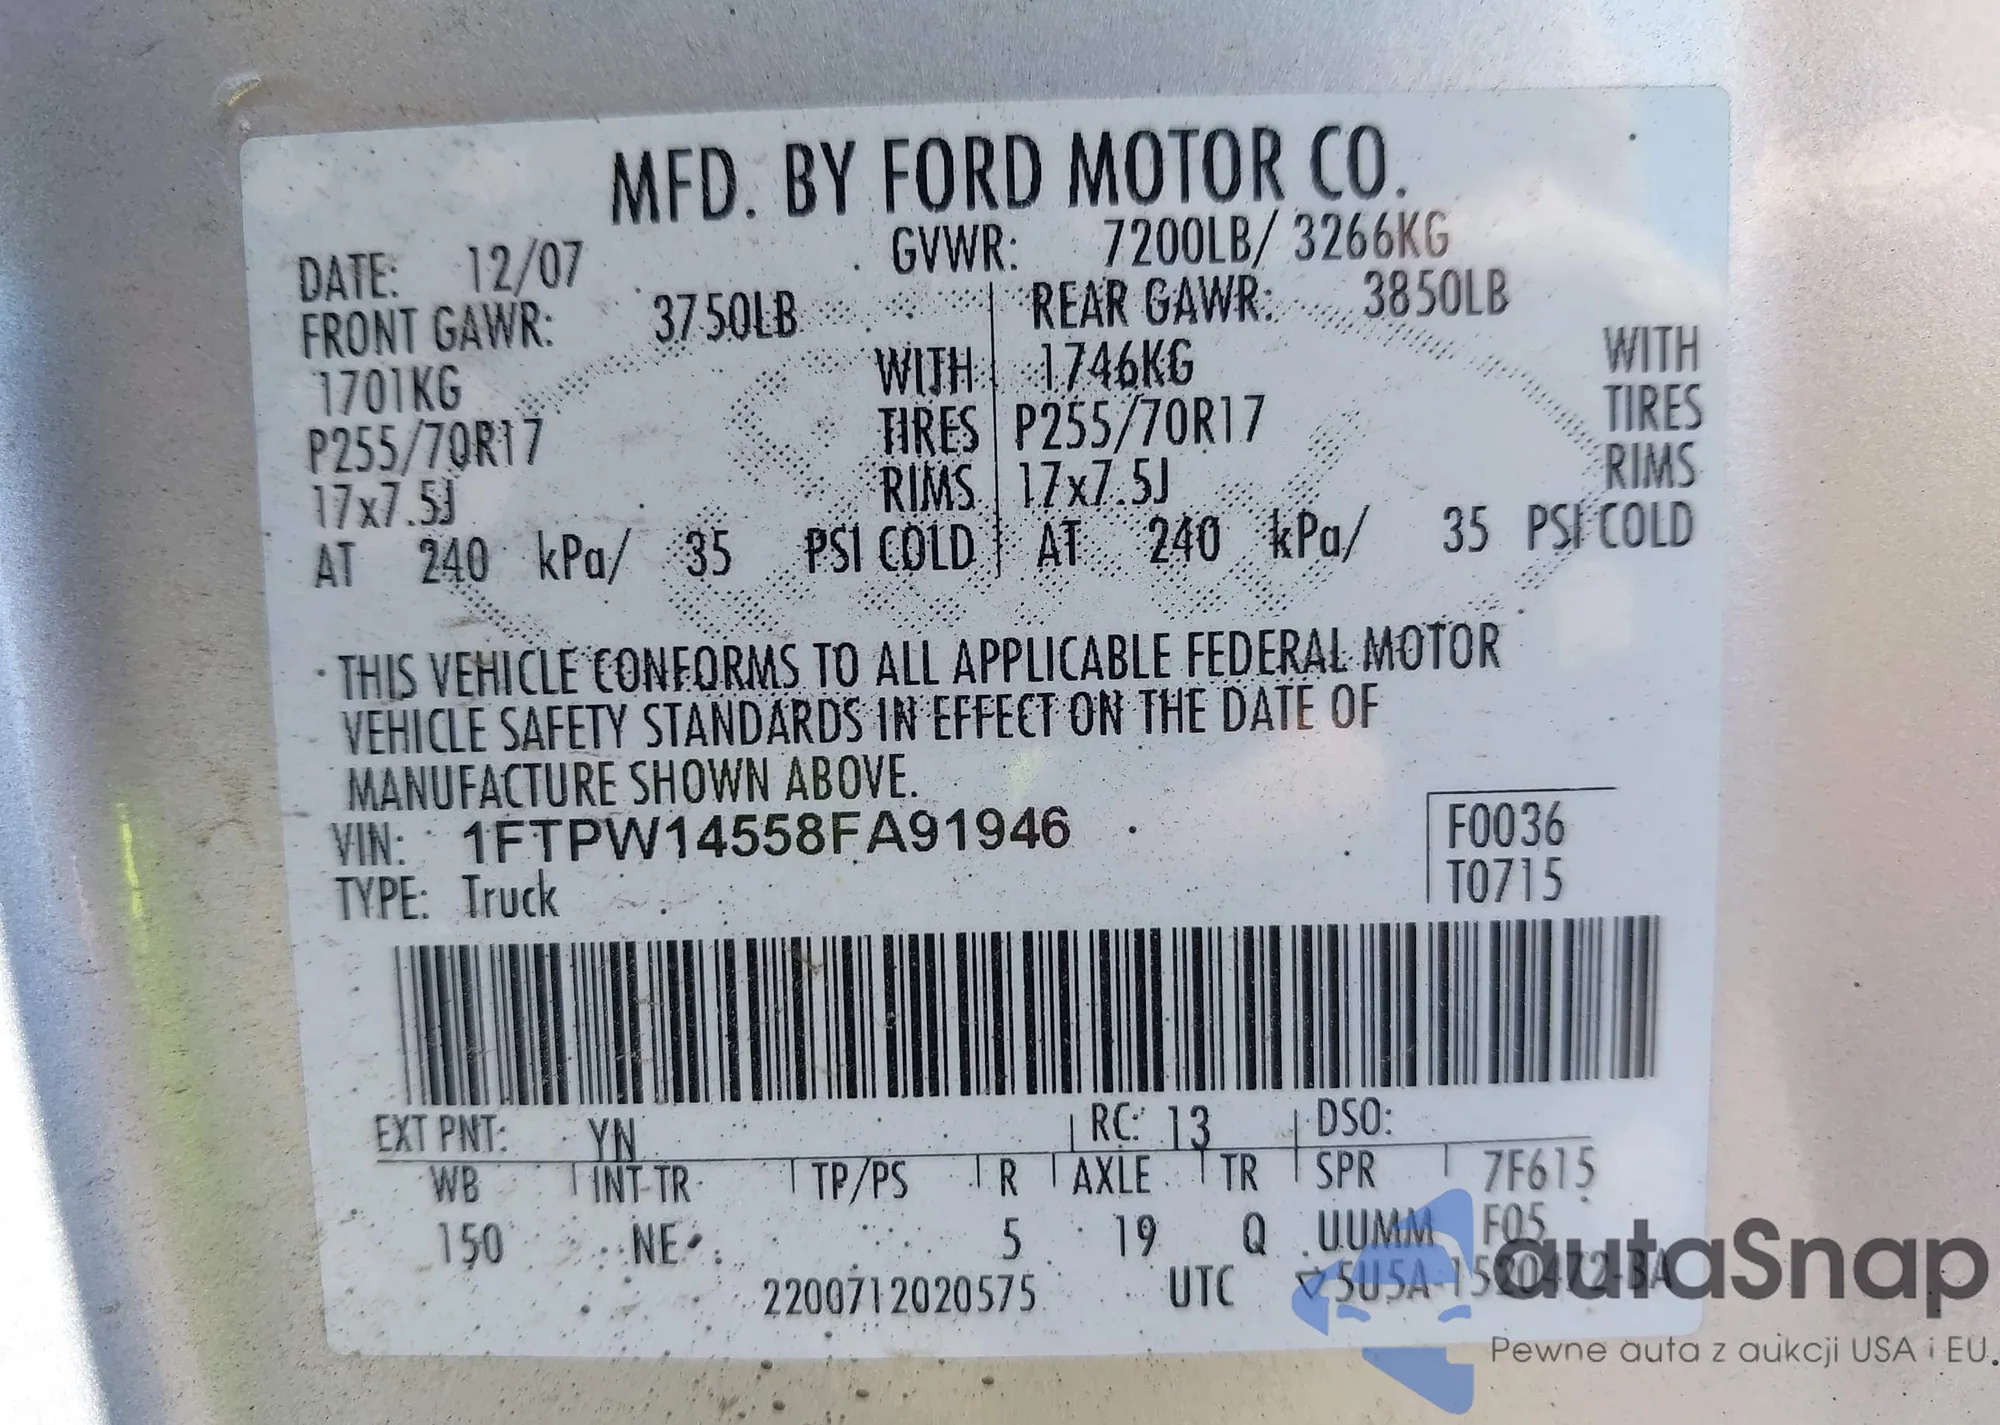 MFD. BY FORD MOTOR CO.
DATE: 12/07 GVWR: 7200LB/ 3266KG
FRONT GAWR: 3750LB REAR GAWR: 3850LB
1701KG WITH 1746KG WITH
P255/70R17 TIRES P255/70R17 TIRES
17x7.5J RIMS 17x7.5J RIMS
AT 240 kPa/ 35 PSI COLD AT 240 kPa/ 35 PSI COLD
THIS VEHICLE CONFORMS TO ALL APPLICABLE FEDERAL MOTOR
VEHICLE SAFETY STANDARDS IN EFFECT ON THE DATE OF
MANUFACTURE SHOWN ABOVE.
VIN: 1FTPW14558FA91946 F0036
TYPE: Truck T0715
EXT PNT: YN RC: 13 DSO:
WB INT TR TP/PS R AXLE TR SPR 7F615
150 NE 5 19 Q UUMM F05
2200712020575 UTC ▽5U5A-1520472-BA
autaSnap
Pewne auta z aukcji USA i EU.